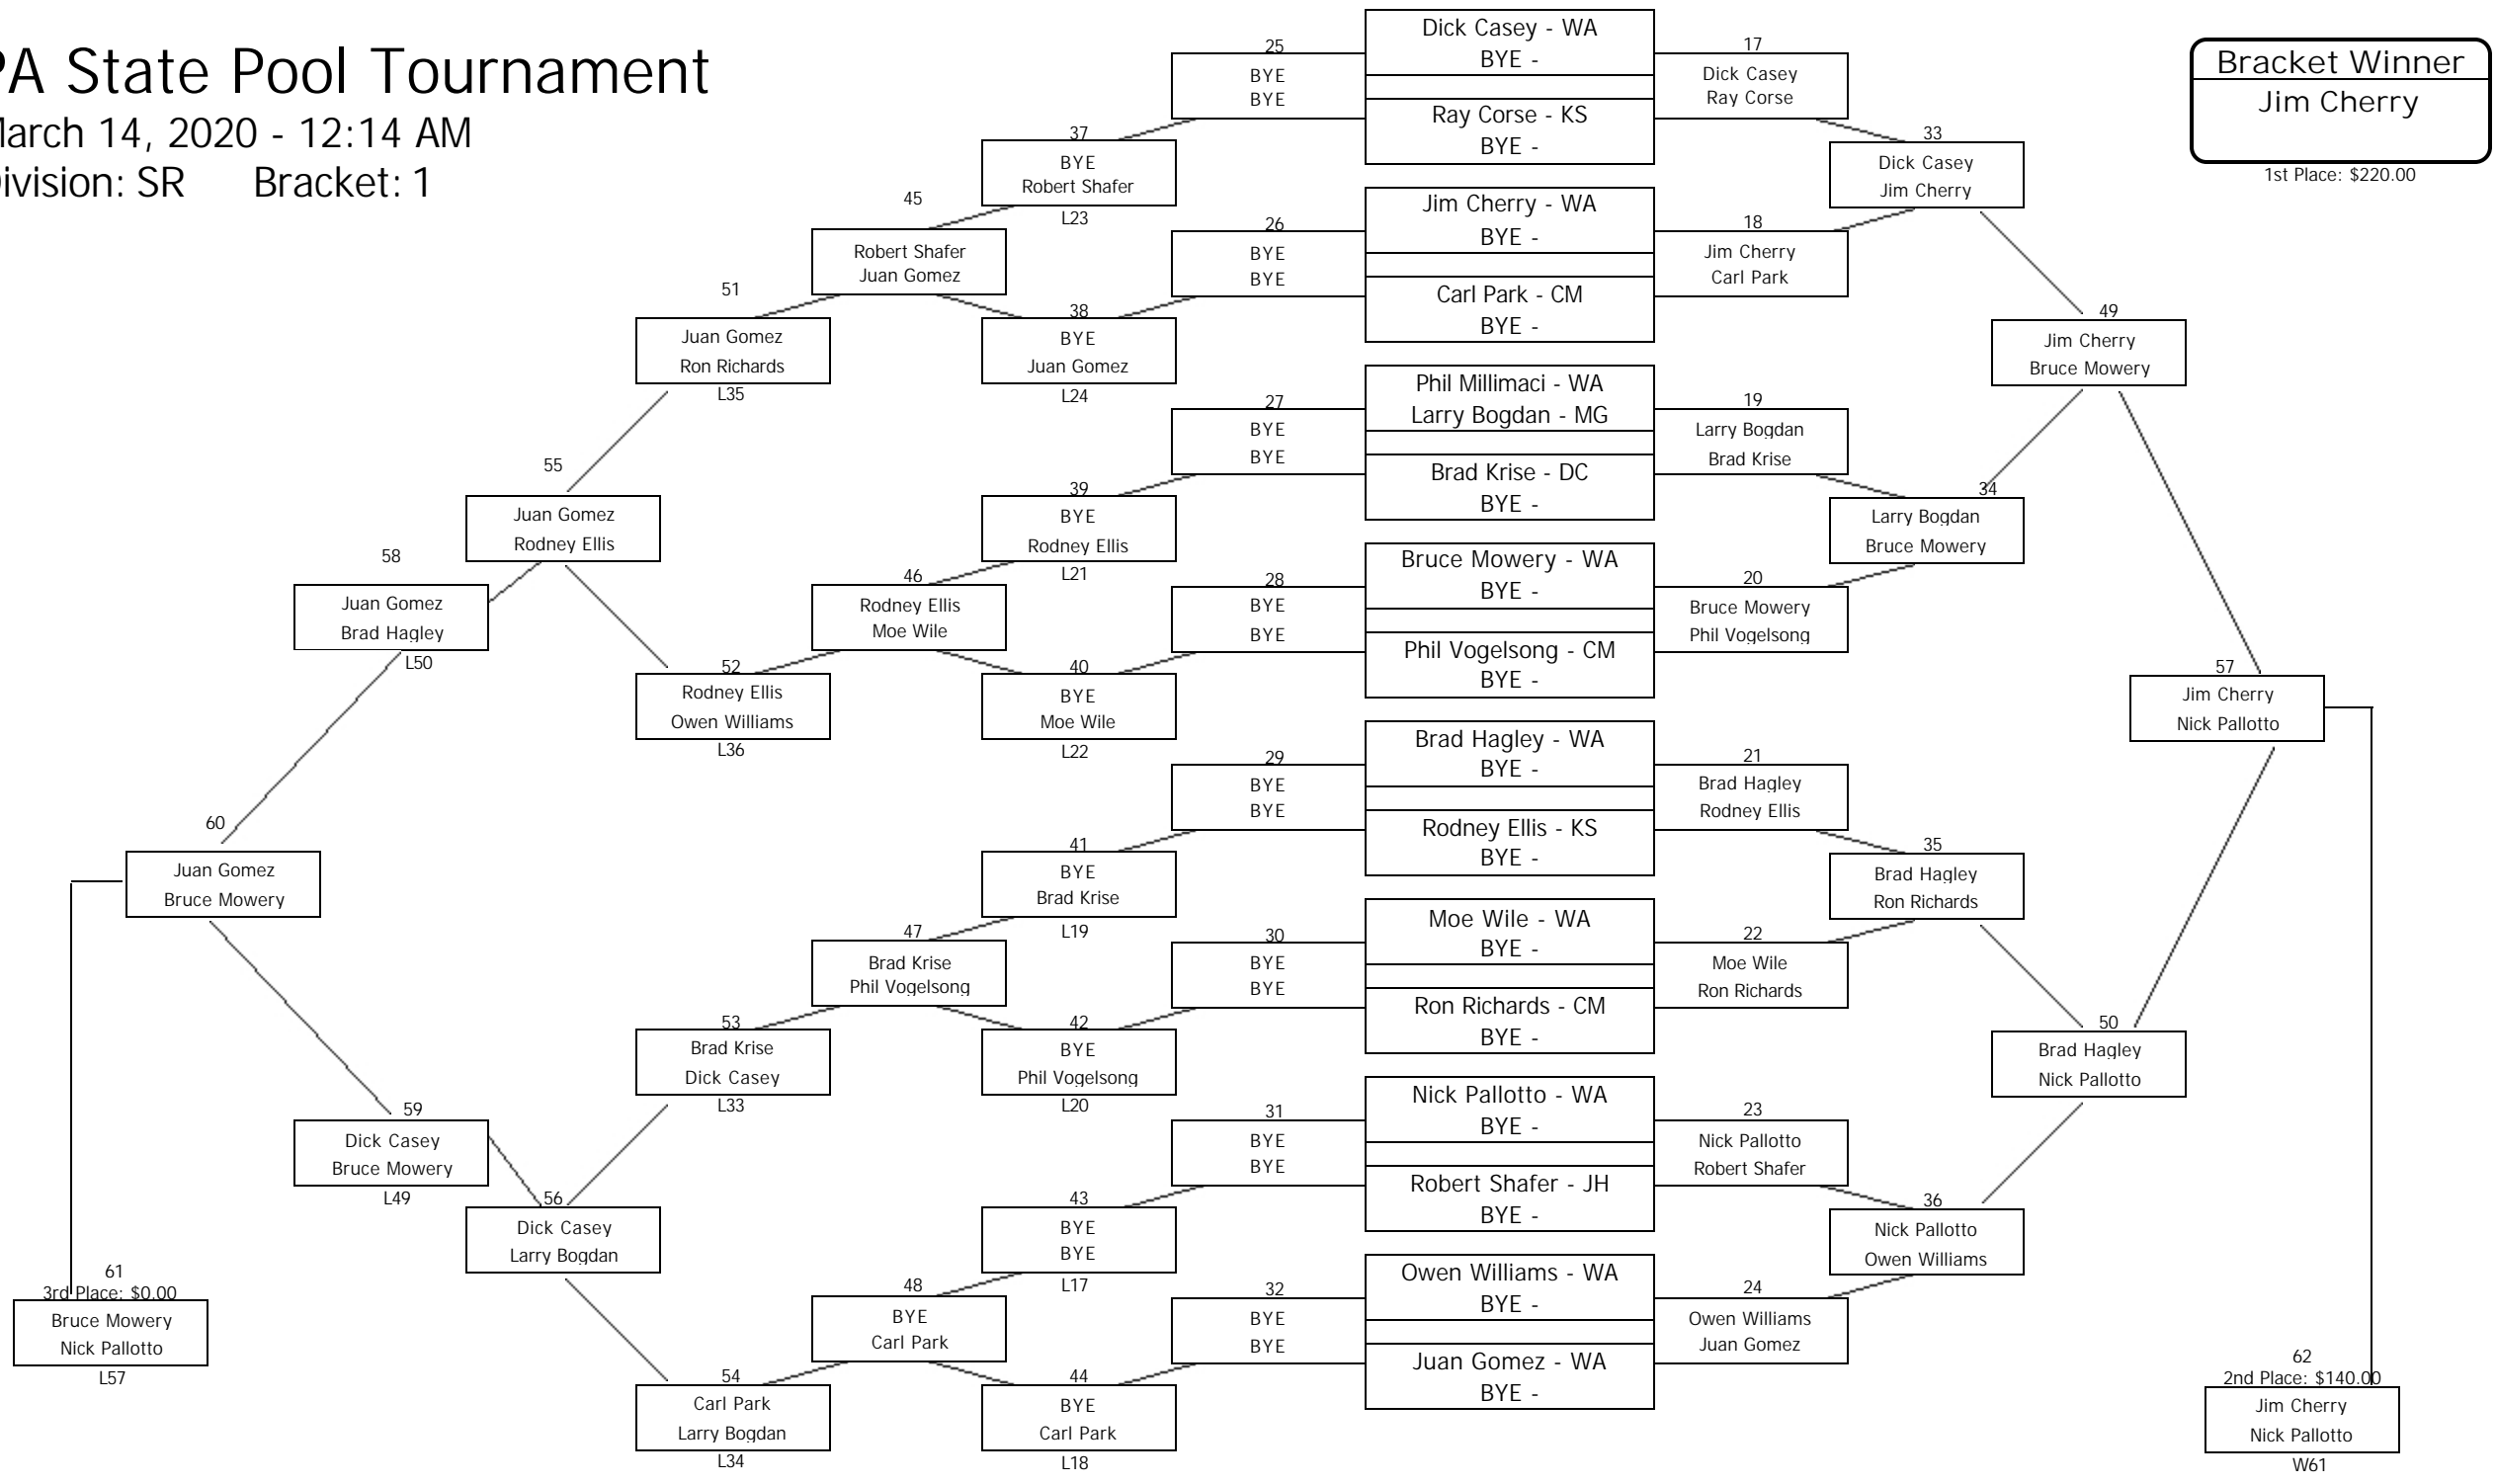 PA State Pool Tournament
March 14, 2020 - 12:14 AM
Division: SR Bracket: 1
Bracket Winner
Jim Cherry
1st Place: $220.00
61
3rd Place: $0.00
Bruce Mowery
Nick Pallotto
L57
60
Juan Gomez
Bruce Mowery
58
Juan Gomez
Brad Hagley
L50
59
Dick Casey
Bruce Mowery
L49
55
Juan Gomez
Rodney Ellis
56
Dick Casey
Larry Bogdan
51
Juan Gomez
Ron Richards
L35
52
Rodney Ellis
Owen Williams
L36
53
Brad Krise
Dick Casey
L33
54
Carl Park
Larry Bogdan
L34
45
Robert Shafer
Juan Gomez
46
Rodney Ellis
Moe Wile
47
Brad Krise
Phil Vogelsong
48
BYE
Carl Park
37
BYE
Robert Shafer
L23
38
BYE
Juan Gomez
L24
39
BYE
Rodney Ellis
L21
40
BYE
Moe Wile
L22
41
BYE
Brad Krise
L19
42
BYE
Phil Vogelsong
L20
43
BYE
BYE
L17
44
BYE
Carl Park
L18
25
BYE
BYE
26
BYE
BYE
27
BYE
BYE
28
BYE
BYE
29
BYE
BYE
30
BYE
BYE
31
BYE
BYE
32
BYE
BYE
Dick Casey - WA
BYE -
Ray Corse - KS
BYE -
Jim Cherry - WA
BYE -
Carl Park - CM
BYE -
Phil Millimaci - WA
Larry Bogdan - MG
Brad Krise - DC
BYE -
Bruce Mowery - WA
BYE -
Phil Vogelsong - CM
BYE -
Brad Hagley - WA
BYE -
Rodney Ellis - KS
BYE -
Moe Wile - WA
BYE -
Ron Richards - CM
BYE -
Nick Pallotto - WA
BYE -
Robert Shafer - JH
BYE -
Owen Williams - WA
BYE -
Juan Gomez - WA
BYE -
17
Dick Casey
Ray Corse
18
Jim Cherry
Carl Park
19
Larry Bogdan
Brad Krise
20
Bruce Mowery
Phil Vogelsong
21
Brad Hagley
Rodney Ellis
22
Moe Wile
Ron Richards
23
Nick Pallotto
Robert Shafer
24
Owen Williams
Juan Gomez
33
Dick Casey
Jim Cherry
34
Larry Bogdan
Bruce Mowery
35
Brad Hagley
Ron Richards
36
Nick Pallotto
Owen Williams
49
Jim Cherry
Bruce Mowery
50
Brad Hagley
Nick Pallotto
57
Jim Cherry
Nick Pallotto
62
2nd Place: $140.00
Jim Cherry
Nick Pallotto
W61